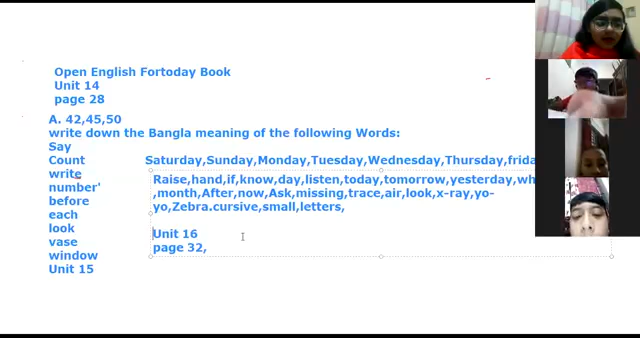 Open English Fortoday Book
Unit 14
page 28
A. 42,45,50
write down the Bangla meaning of the following Words:
Say
Count
write
number'
before
each
look
vase
window
Unit 15
Saturday,Sunday,Monday,Tuesday,Wednesday,Thursday,frida
Raise,hand,if,know,day,listen,today,tomorrow,yesterday,wh
,month,After,now,Ask,missing,trace,air,look,x-ray,yo-
yo,Zebra.cursive,small,letters,
Unit 16
page 32,